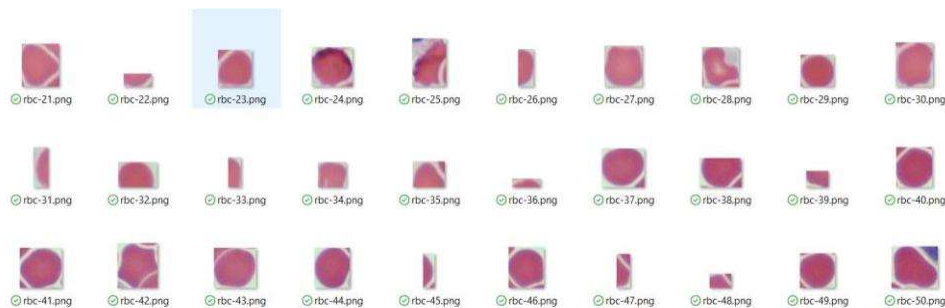 rbc-21.png rbc-22.png rbc-23.png rbc-24.png rbc-25.png rbc-26.png rbc-27.png rbc-28.png rbc-29.png rbc-30.png
rbc-31.png rbc-32.png rbc-33.png rbc-34.png rbc-35.png rbc-36.png rbc-37.png rbc-38.png rbc-39.png rbc-40.png
rbc-41.png rbc-42.png rbc-43.png rbc-44.png rbc-45.png rbc-46.png rbc-47.png rbc-48.png rbc-49.png rbc-50.png